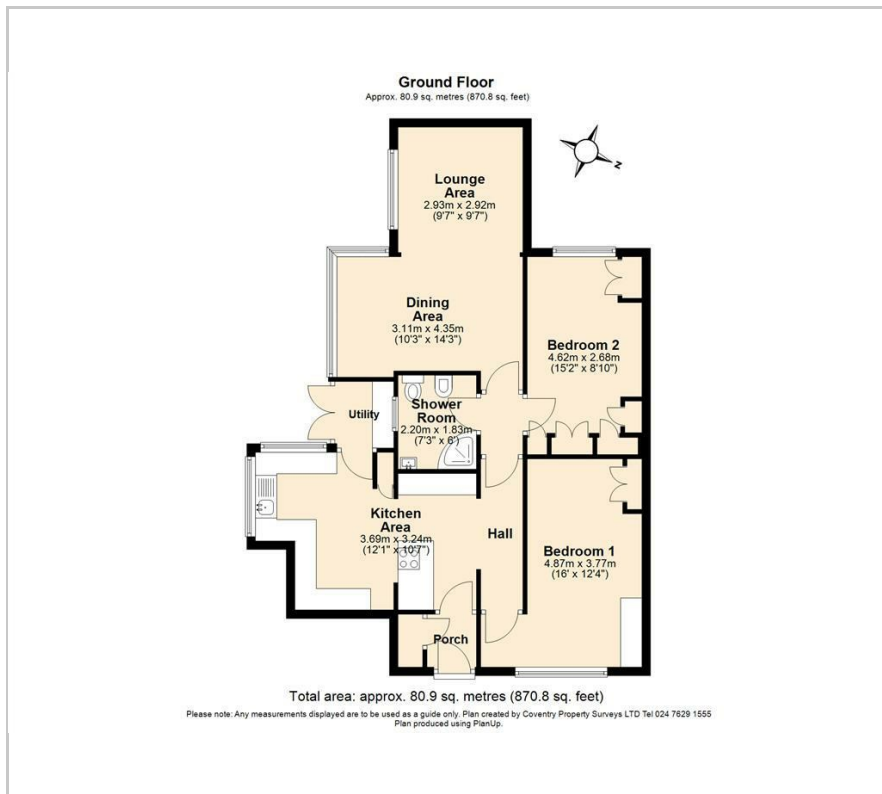 Ground Floor
Approx. 80.9 sq. metres (870.8 sq. feet)
N
Lounge
Area
2.93m x 2.92m
(9'7" x 9'7")
Dining
Area
3.11m x 4.35m
(10'3" x 14'3")
Bedroom 2
4.62m x 2.68m
(15'2" x 8'10")
Utility
Shower
Room
2.20m x 1.83m
(7'3" x 6')
Kitchen
Area
3.69m x 3.24m
(12'1" x 10'7")
Hall
Bedroom 1
4.87m x 3.77m
(16' x 12'4")
Porch
Total area: approx. 80.9 sq. metres (870.8 sq. feet)
Please note: Any measurements displayed are to be used as a guide only. Plan created by Coventry Property Surveys LTD Tel 024 7629 1555
Plan produced using PlanUp.